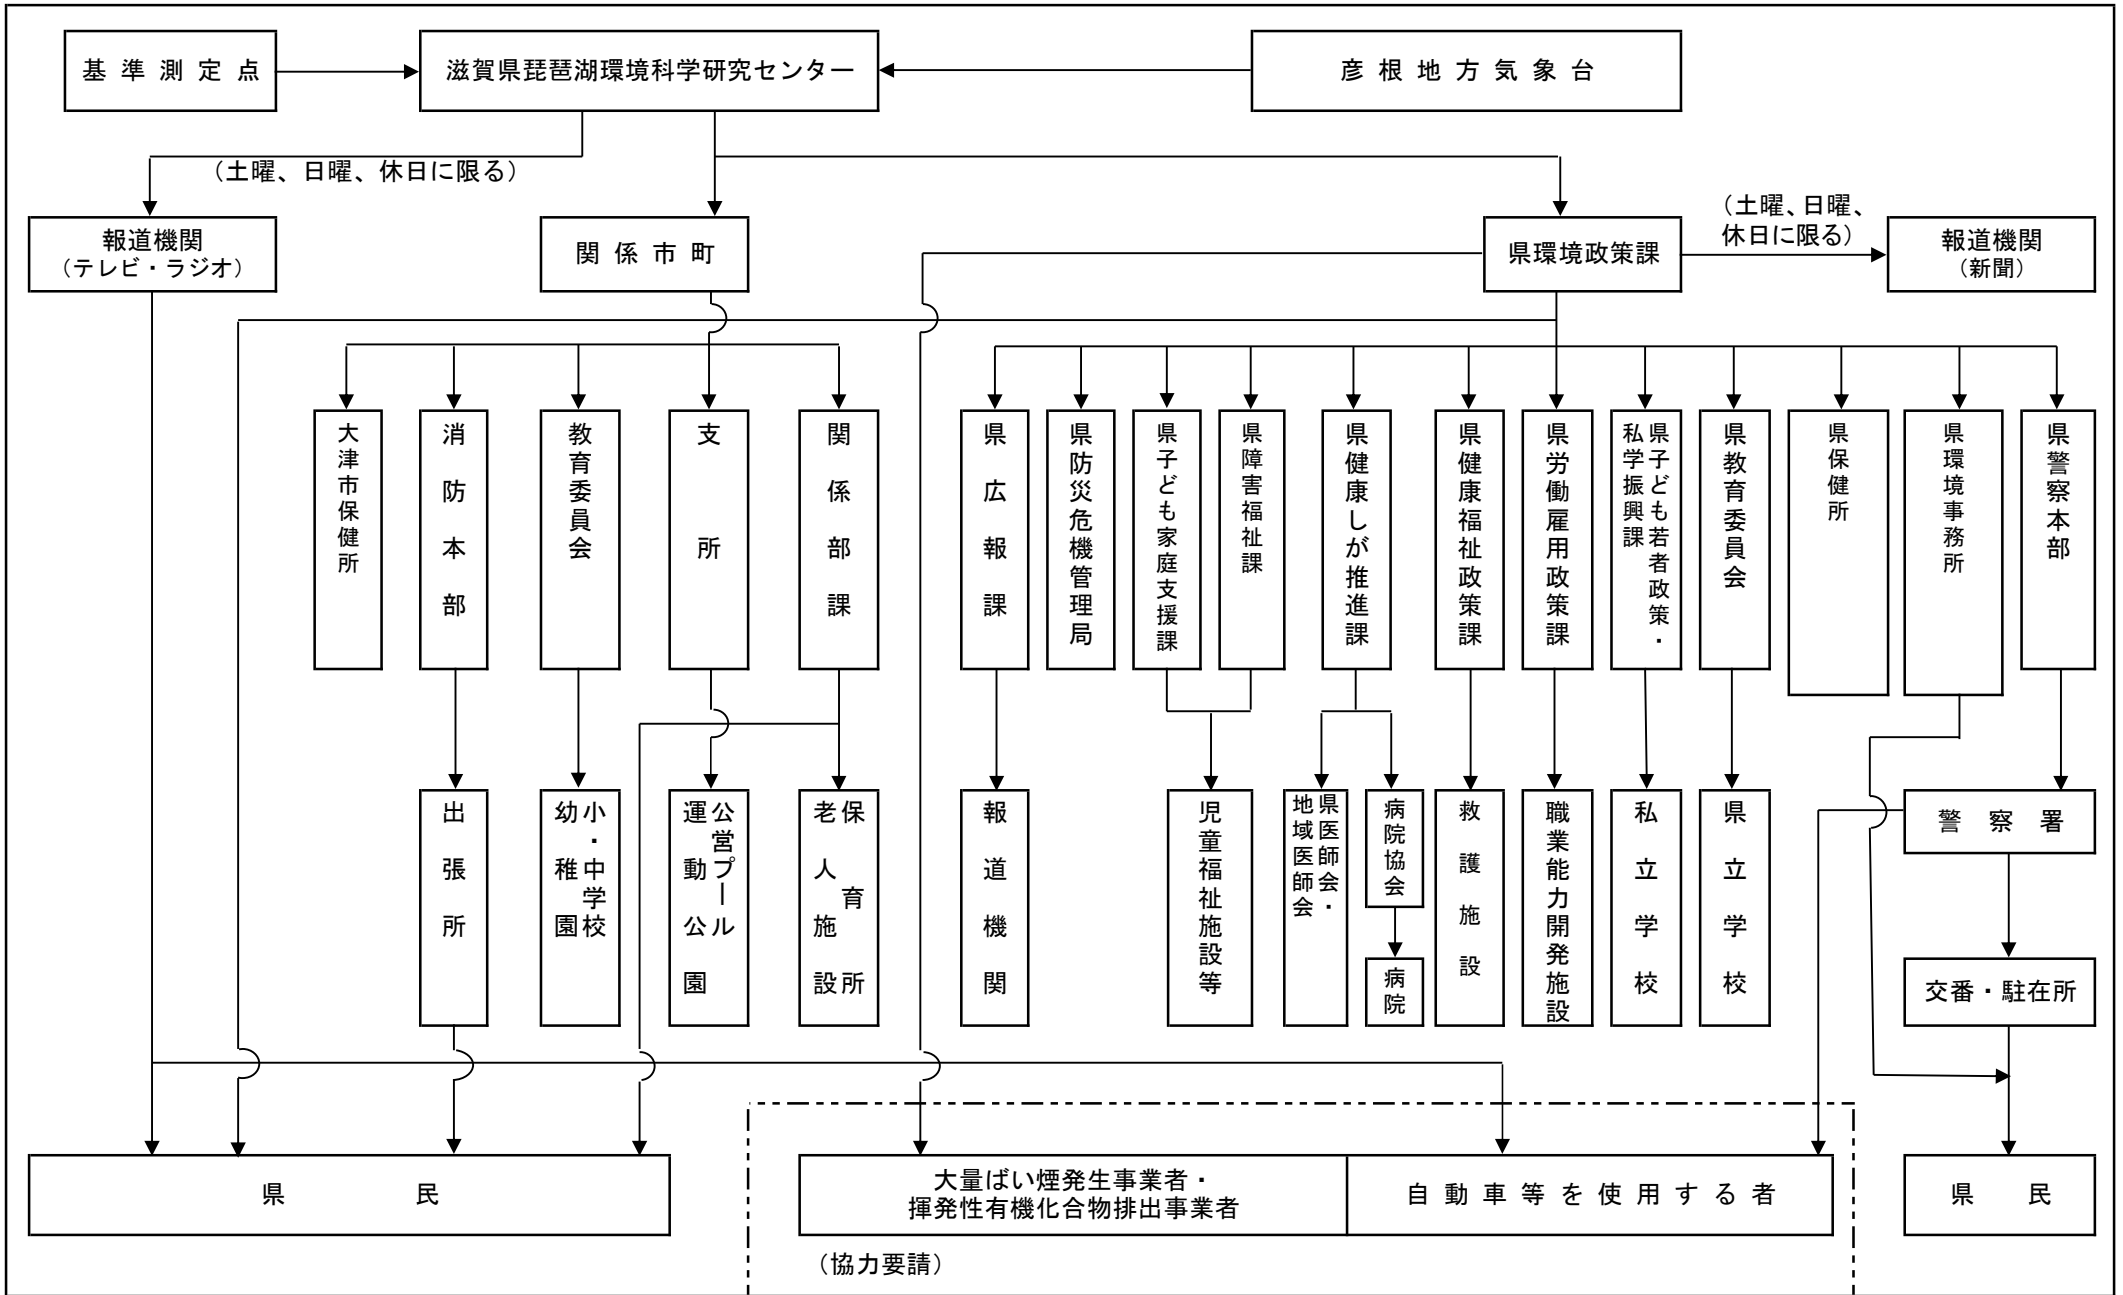 基準測定点
滋賀県琵琶湖環境科学研究センター
彦根地方気象台
（土曜、日曜、休日に限る）
報道機関
（テレビ・ラジオ）
関係市町
県環境政策課
（土曜、日曜、
休日に限る）
報道機関
（新聞）
大津市保健所
消防本部
教育委員会
支所
関係部課
県広報課
県防災危機管理局
県子ども家庭支援課
県障害福祉課
県健康しが推進課
県健康福祉政策課
県労働雇用政策課
県子ども若者政策・
私学振興課
県教育委員会
県保健所
県環境事務所
県警察本部
出張所
小・中学校
幼稚園
公営プール
運動公園
保育所
老人施設
報道機関
児童福祉施設等
県医師会・
地域医師会
病院協会
病院
救護施設
職業能力開発施設
私立学校
県立学校
警察署
交番・駐在所
県民
大量ばい煙発生事業者・
揮発性有機化合物排出事業者
自動車等を使用する者
県民
（協力要請）